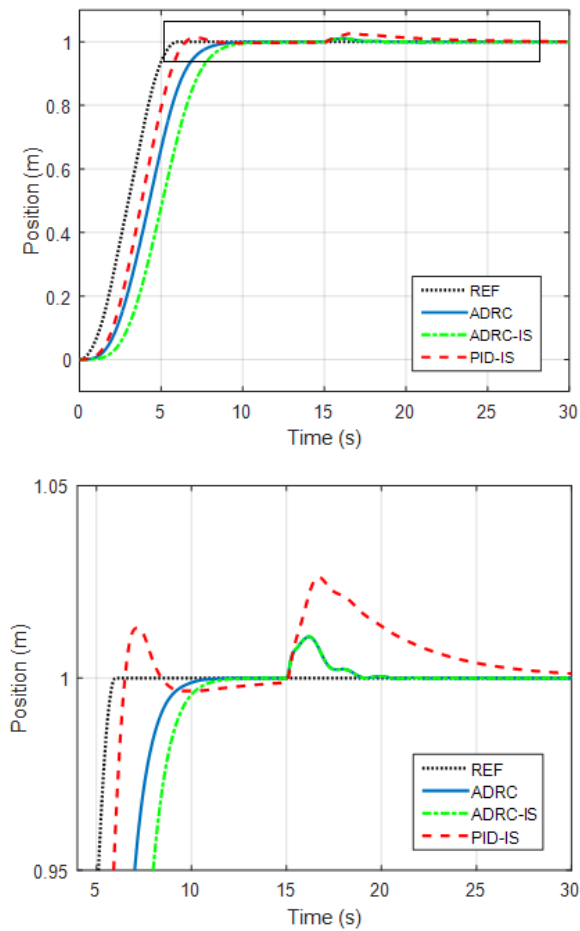 1
0.8
0.6
0.4
0.2
0
Position (m)
REF
ADRC
ADRC-IS
PID-IS
0 5 10 15 20 25 30
Time (s)
1.05
1
0.95
Position (m)
REF
ADRC
ADRC-IS
PID-IS
5 10 15 20 25 30
Time (s)